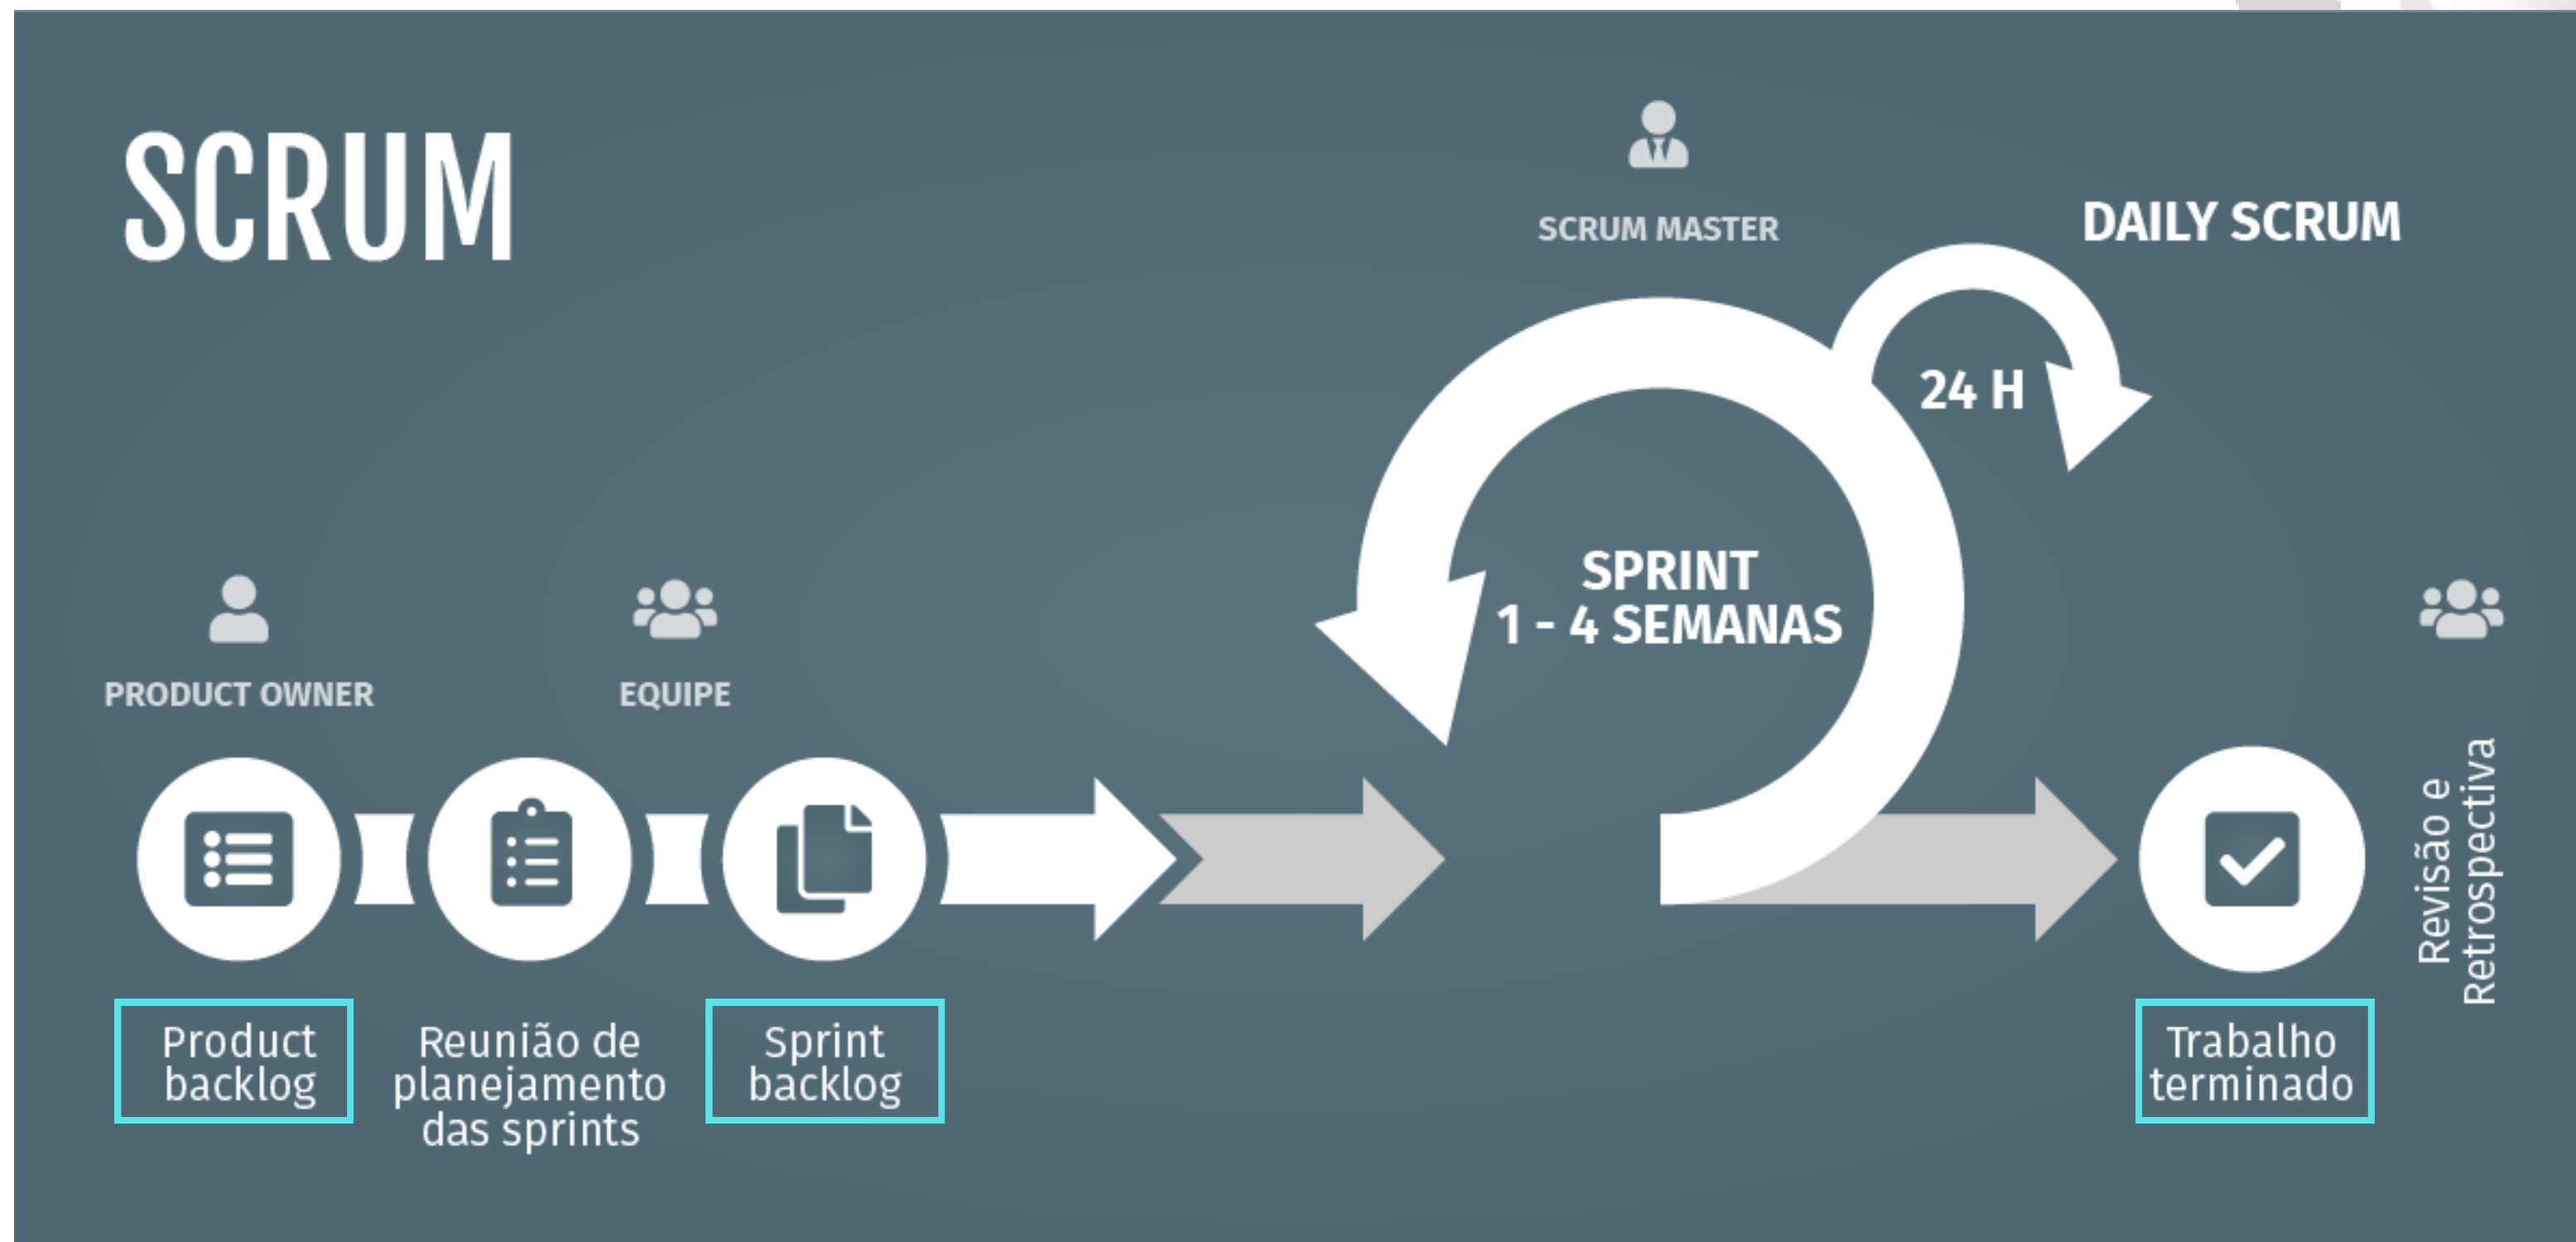 SCRUM
SCRUM MASTER
DAILY SCRUM
24 H
SPRINT
1 - 4 SEMANAS
PRODUCT OWNER
EQUIPE
Product
backlog
Reunião de
planejamento
das sprints
Sprint
backlog
Trabalho
terminado
Revisão e
Retrospectiva